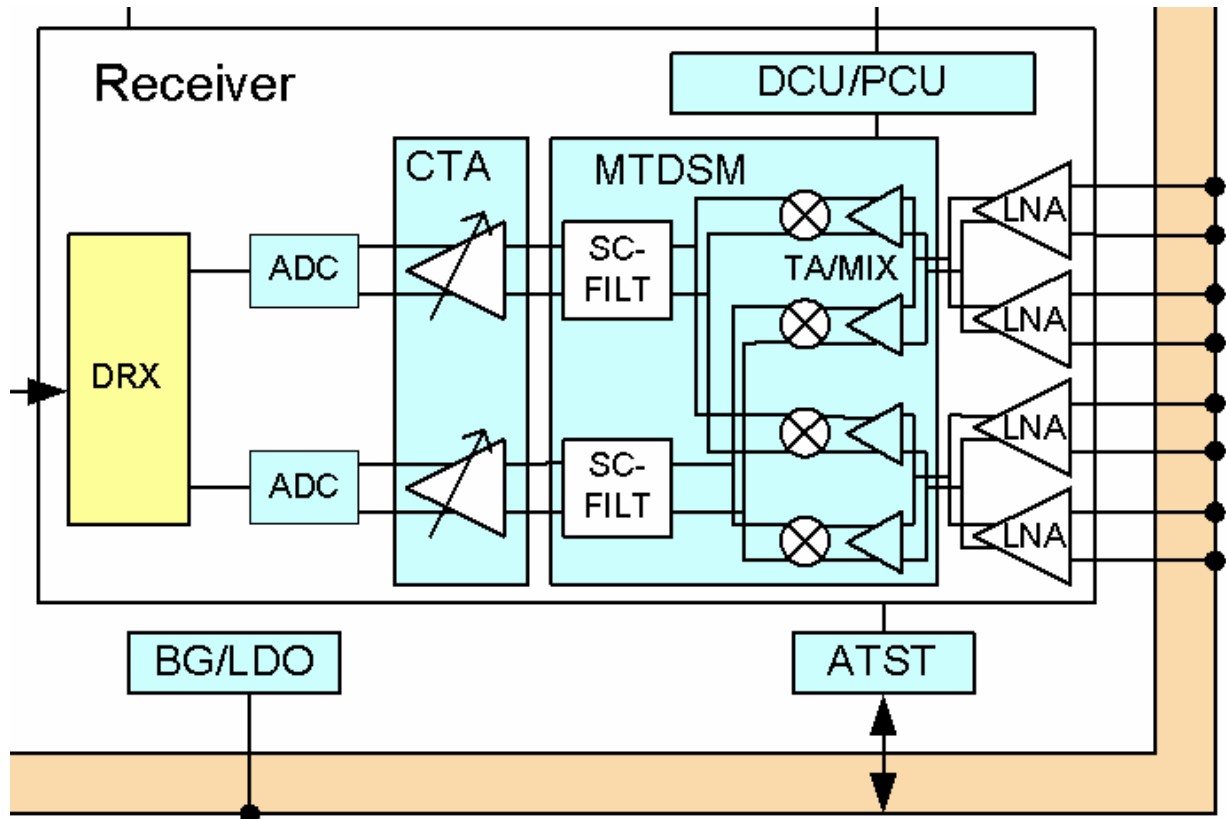 Receiver
DCU/PCU
CTA
MTDSM
LNA
SC-
FILT
ADC
TA/MIX
LNA
DRX
LNA
SC-
FILT
ADC
LNA
BG/LDO
ATST